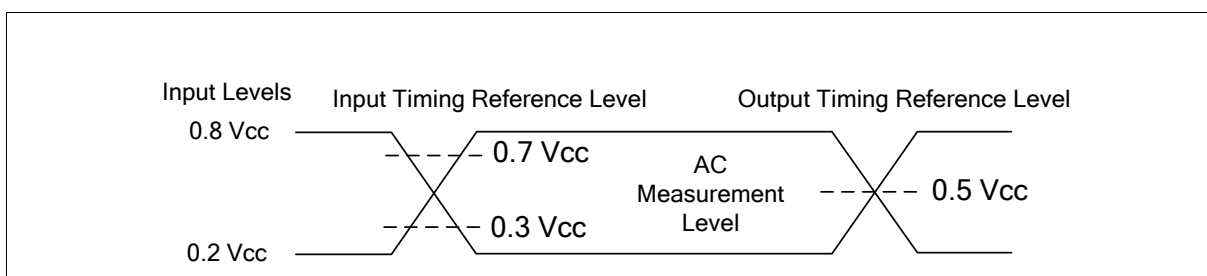 Input Levels
Input Timing Reference Level
Output Timing Reference Level
0.8 Vcc
0.7 Vcc
AC
Measurement
Level
0.5 Vcc
0.3 Vcc
0.2 Vcc